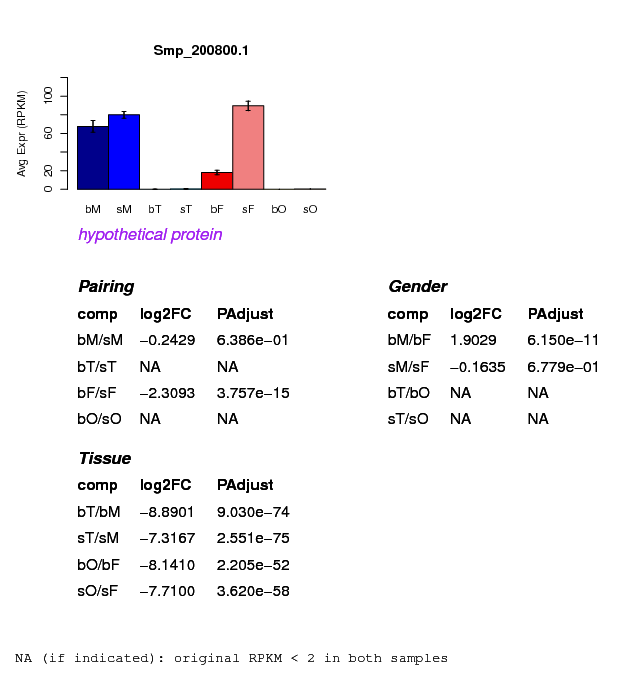 Smp_200800.1
Avg Expr (RPKM)
100
60
20
0
bM sM bT sT bF sF bO sO
hypothetical protein
Pairing
comp log2FC PAdjust
bM/sM −0.2429 6.386e−01
bT/sT NA NA
bF/sF −2.3093 3.757e−15
bO/sO NA NA
Gender
comp log2FC PAdjust
bM/bF 1.9029 6.150e−11
sM/sF −0.1635 6.779e−01
bT/bO NA NA
sT/sO NA NA
Tissue
comp log2FC PAdjust
bT/bM −8.8901 9.030e−74
sT/sM −7.3167 2.551e−75
bO/bF −8.1410 2.205e−52
sO/sF −7.7100 3.620e−58
NA (if indicated): original RPKM < 2 in both samples